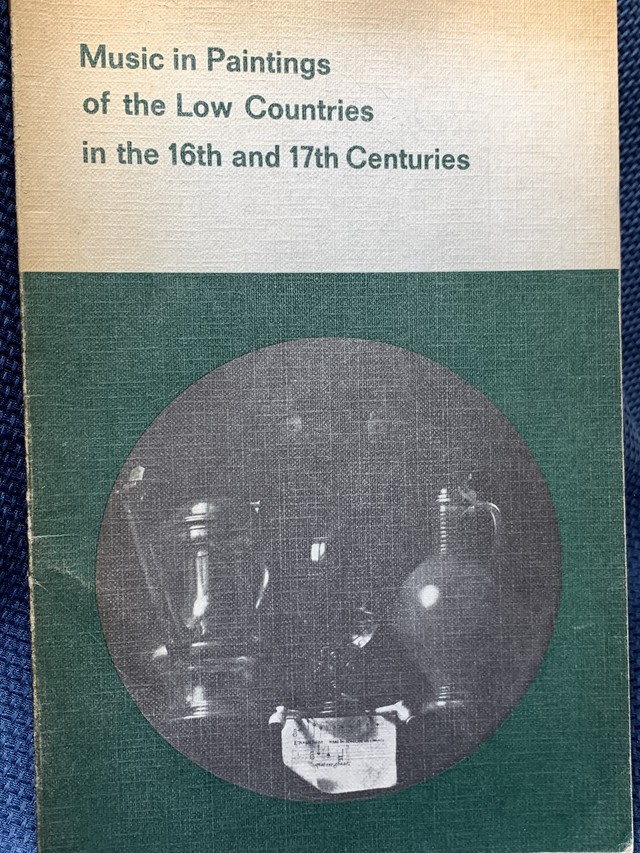 Music in Paintings
of the Low Countries
in the 16th and 17th Centuries